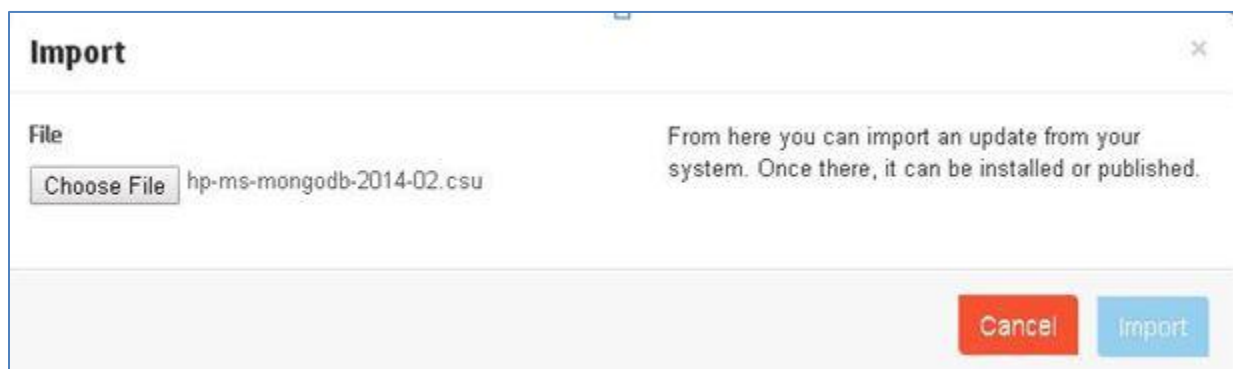 Import
×
File
Choose File hp-ms-mongodb-2014-02.csu
From here you can import an update from your
system. Once there, it can be installed or published.
Cancel Import